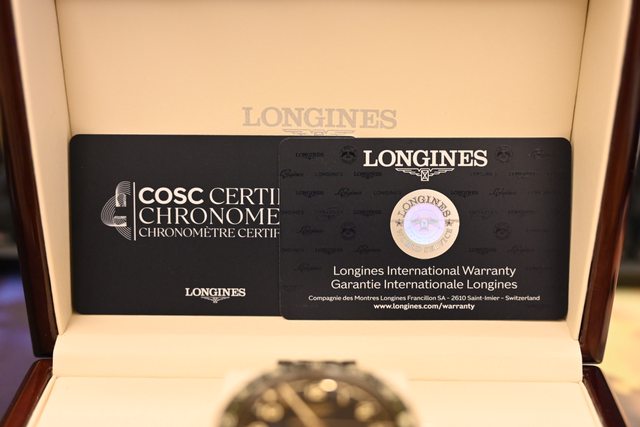 LONGINES
COSC CERTIF
CHRONOME
CHRONOMÈTRE CERTIF
LONGINES
LONGINES
LONGINES
Longines International Warranty
Garantie Internationale Longines
Compagnie des Montres Longines Francillon SA - 2610 Saint-Imier - Switzerland
www.longines.com/warranty